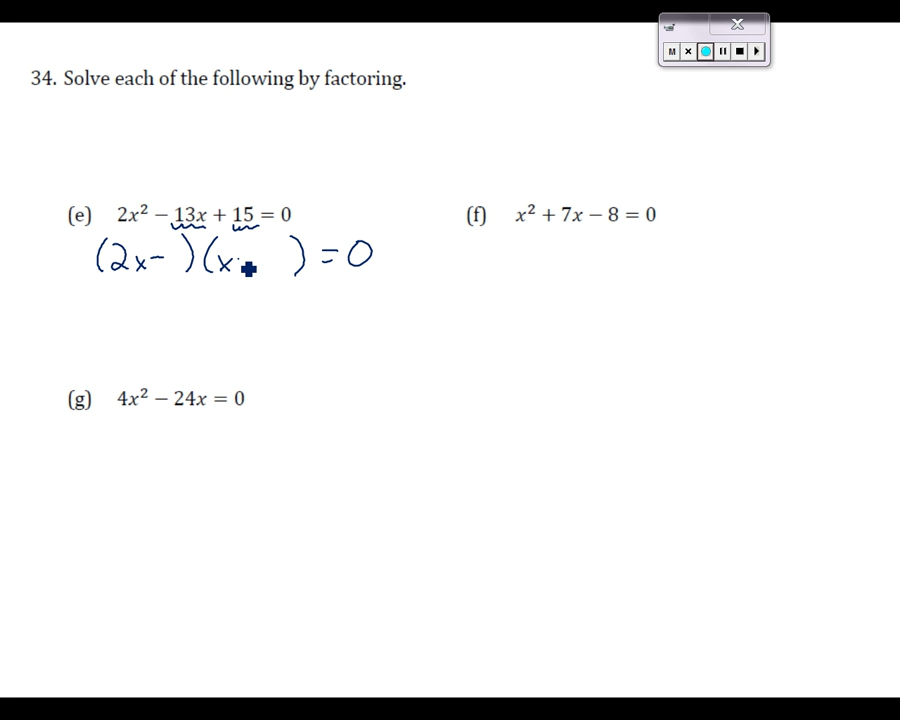 M
34. Solve each of the following by factoring.
(e) 2x² − 13x + 15 = 0
(f) x² + 7x − 8 = 0
(2x− )(x )=0
(g) 4x² − 24x = 0